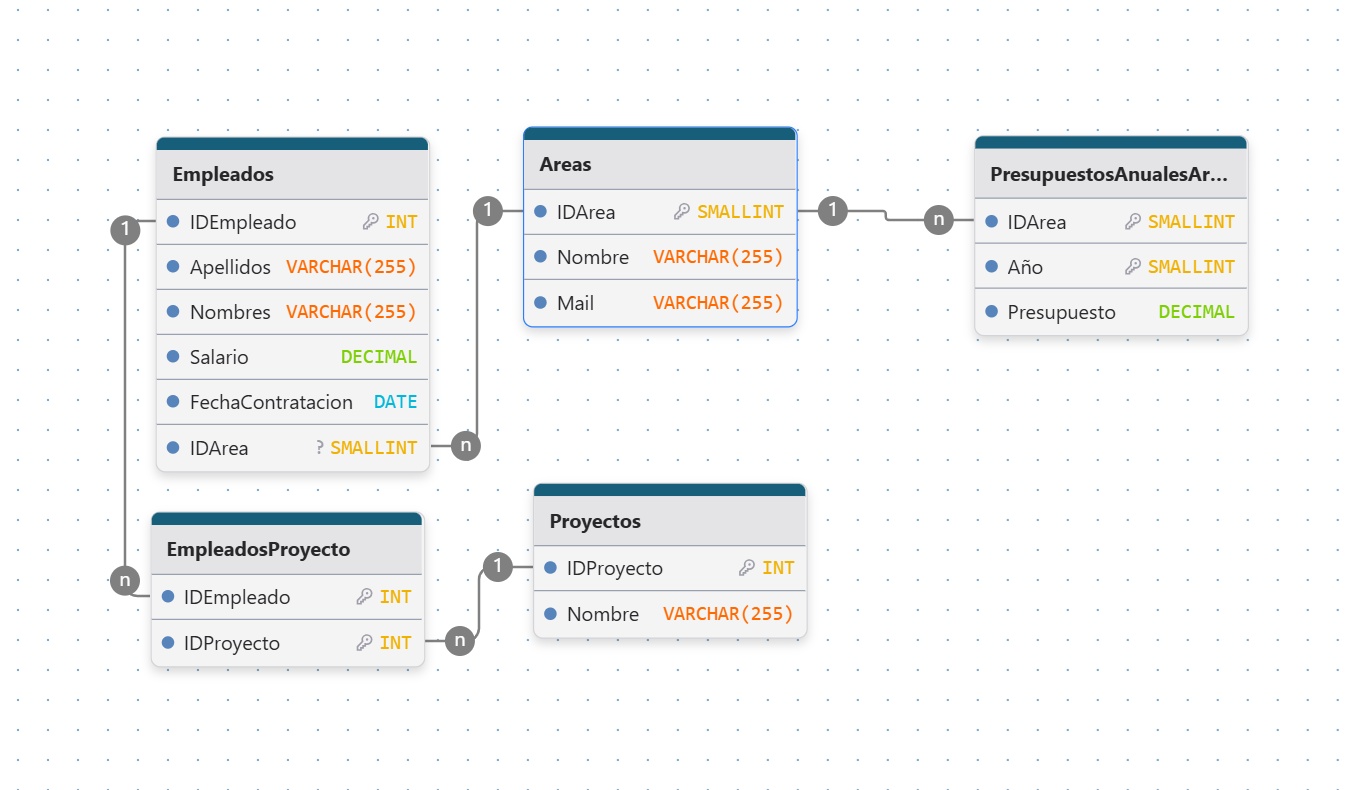 Empleados
IDEmpleado INT
Apellidos VARCHAR(255)
Nombres VARCHAR(255)
Salario DECIMAL
FechaContratacion DATE
IDArea ? SMALLINT
1
n
n
1
Areas
IDArea SMALLINT
Nombre VARCHAR(255)
Mail VARCHAR(255)
1
n
PresupuestosAnualesAr...
IDArea SMALLINT
Año SMALLINT
Presupuesto DECIMAL
EmpleadosProyecto
IDEmpleado INT
IDProyecto INT
n
1
Proyectos
IDProyecto INT
Nombre VARCHAR(255)